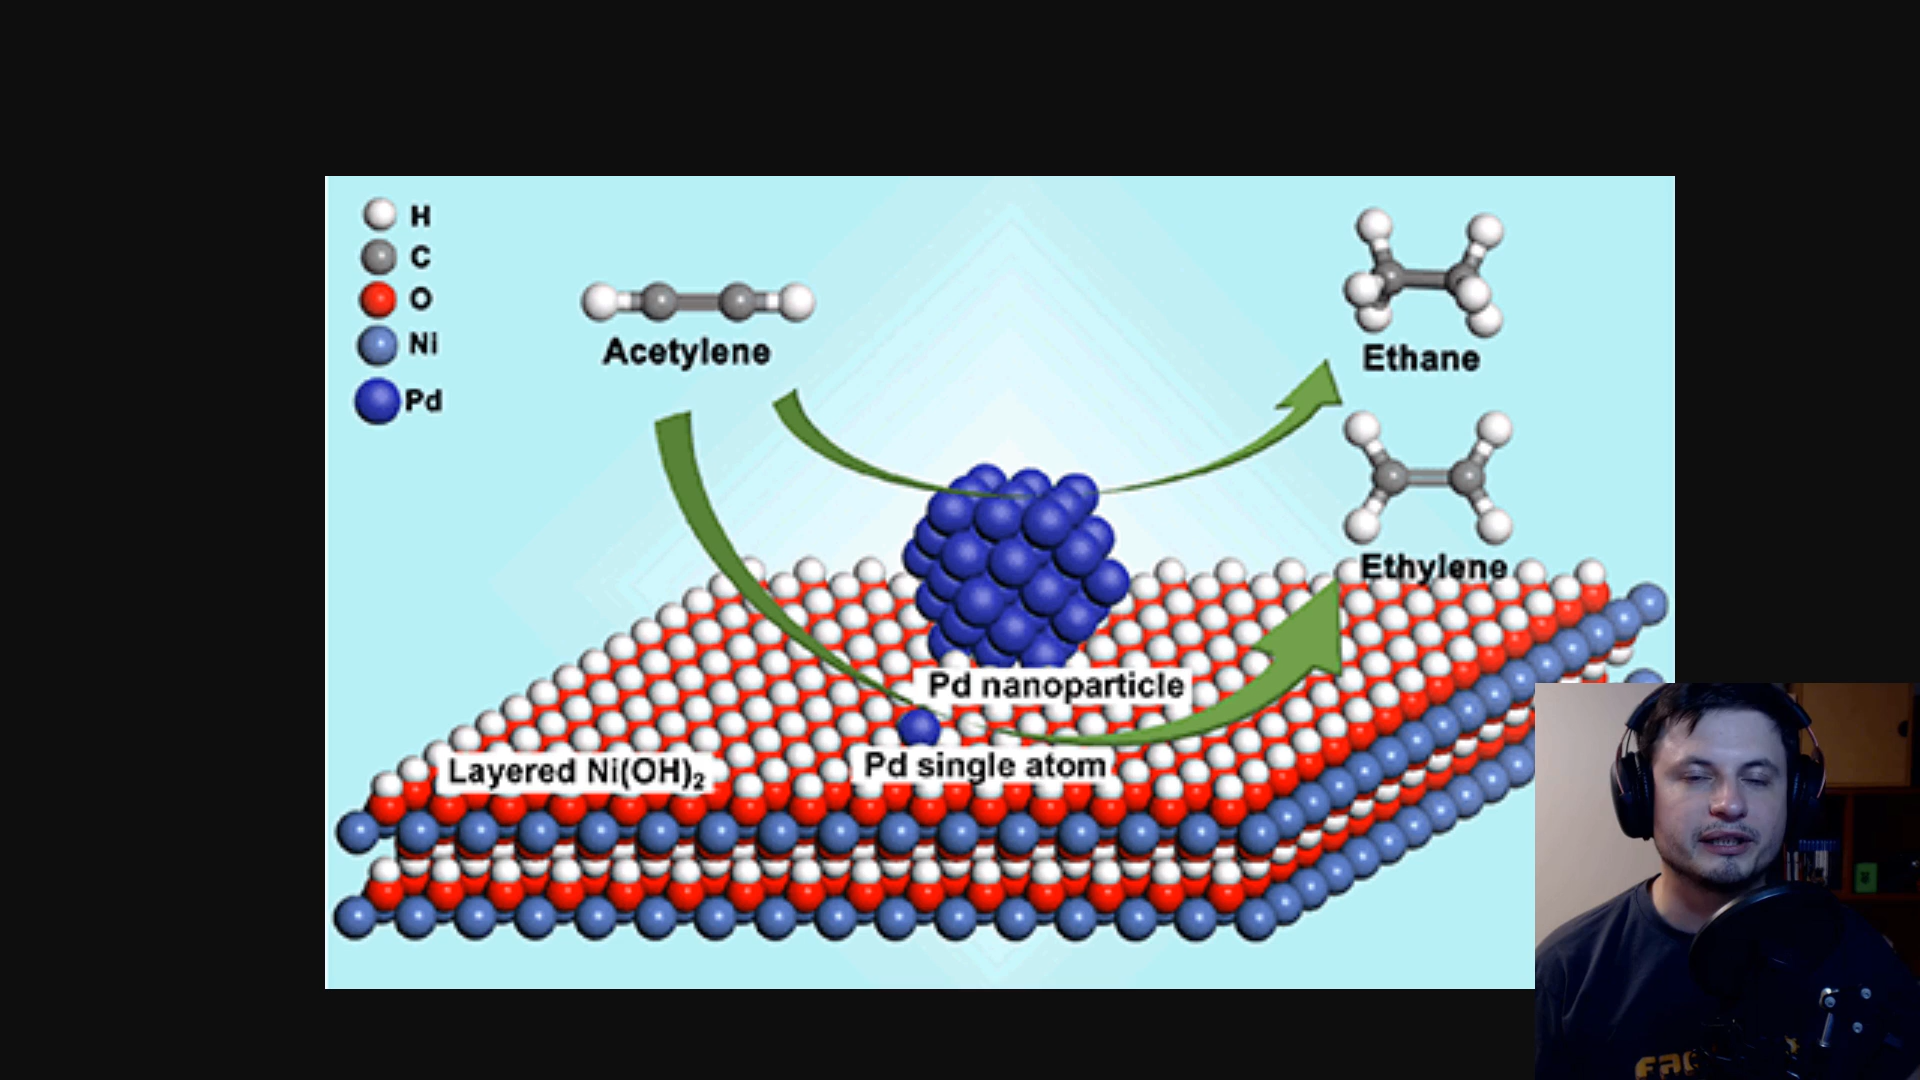 H
C
O
Ni
Pd
Acetylene
Ethane
Ethylene
Pd nanoparticle
Pd single atom
Layered Ni(OH)₂